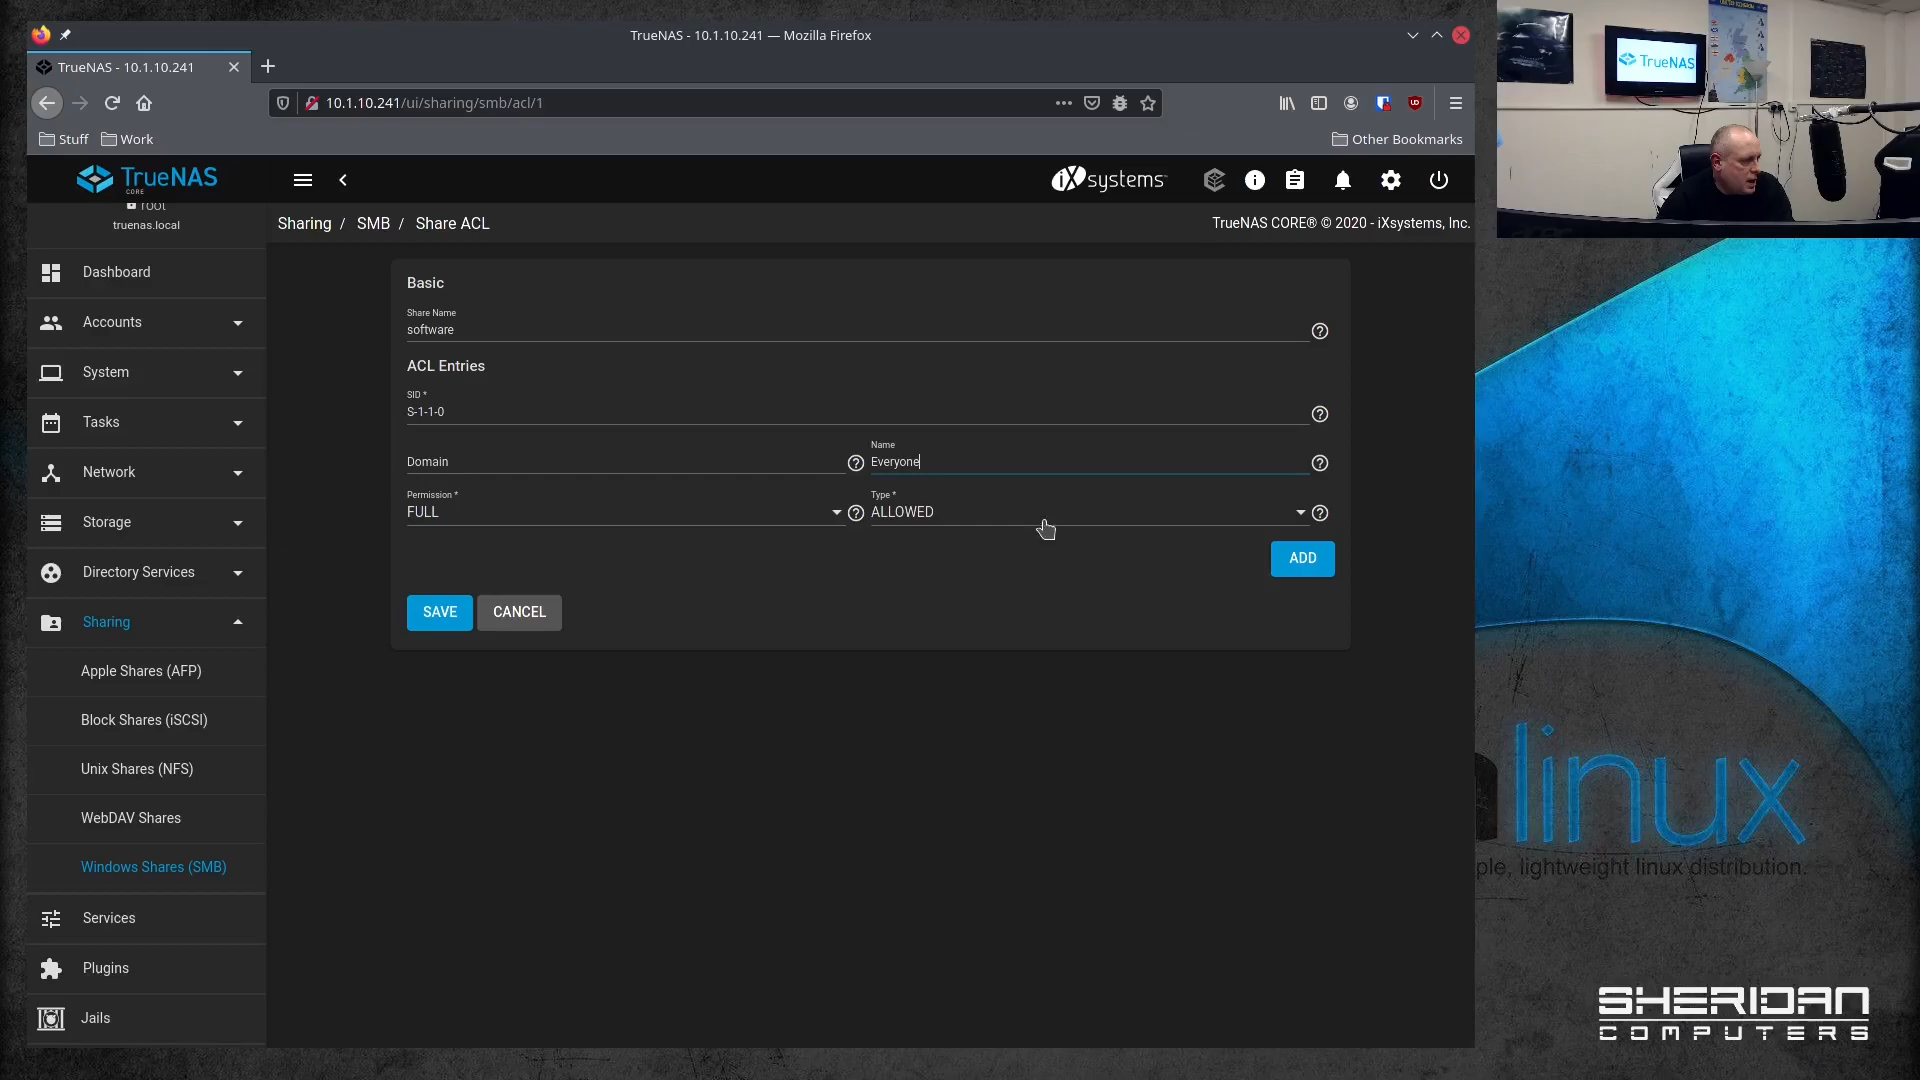 TrueNAS - 10.1.10.241 — Mozilla Firefox
TrueNAS - 10.1.10.241
10.1.10.241/ui/sharing/smb/acl/1
Stuff
Work
Other Bookmarks
TrueNAS
CORE
iXsystems
root
truenas.local
Sharing / SMB / Share ACL
TrueNAS CORE® © 2020 - iXsystems, Inc.
Dashboard
Accounts
System
Tasks
Network
Storage
Directory Services
Sharing
Apple Shares (AFP)
Block Shares (iSCSI)
Unix Shares (NFS)
WebDAV Shares
Windows Shares (SMB)
Services
Plugins
Jails
Basic
Share Name
software
ACL Entries
SID *
S-1-1-0
Domain
Name
Everyone
Permission *
FULL
Type *
ALLOWED
ADD
SAVE
CANCEL
TrueNAS
linux
ple, lightweight linux distribution.
SHERIDAN
COMPUTERS